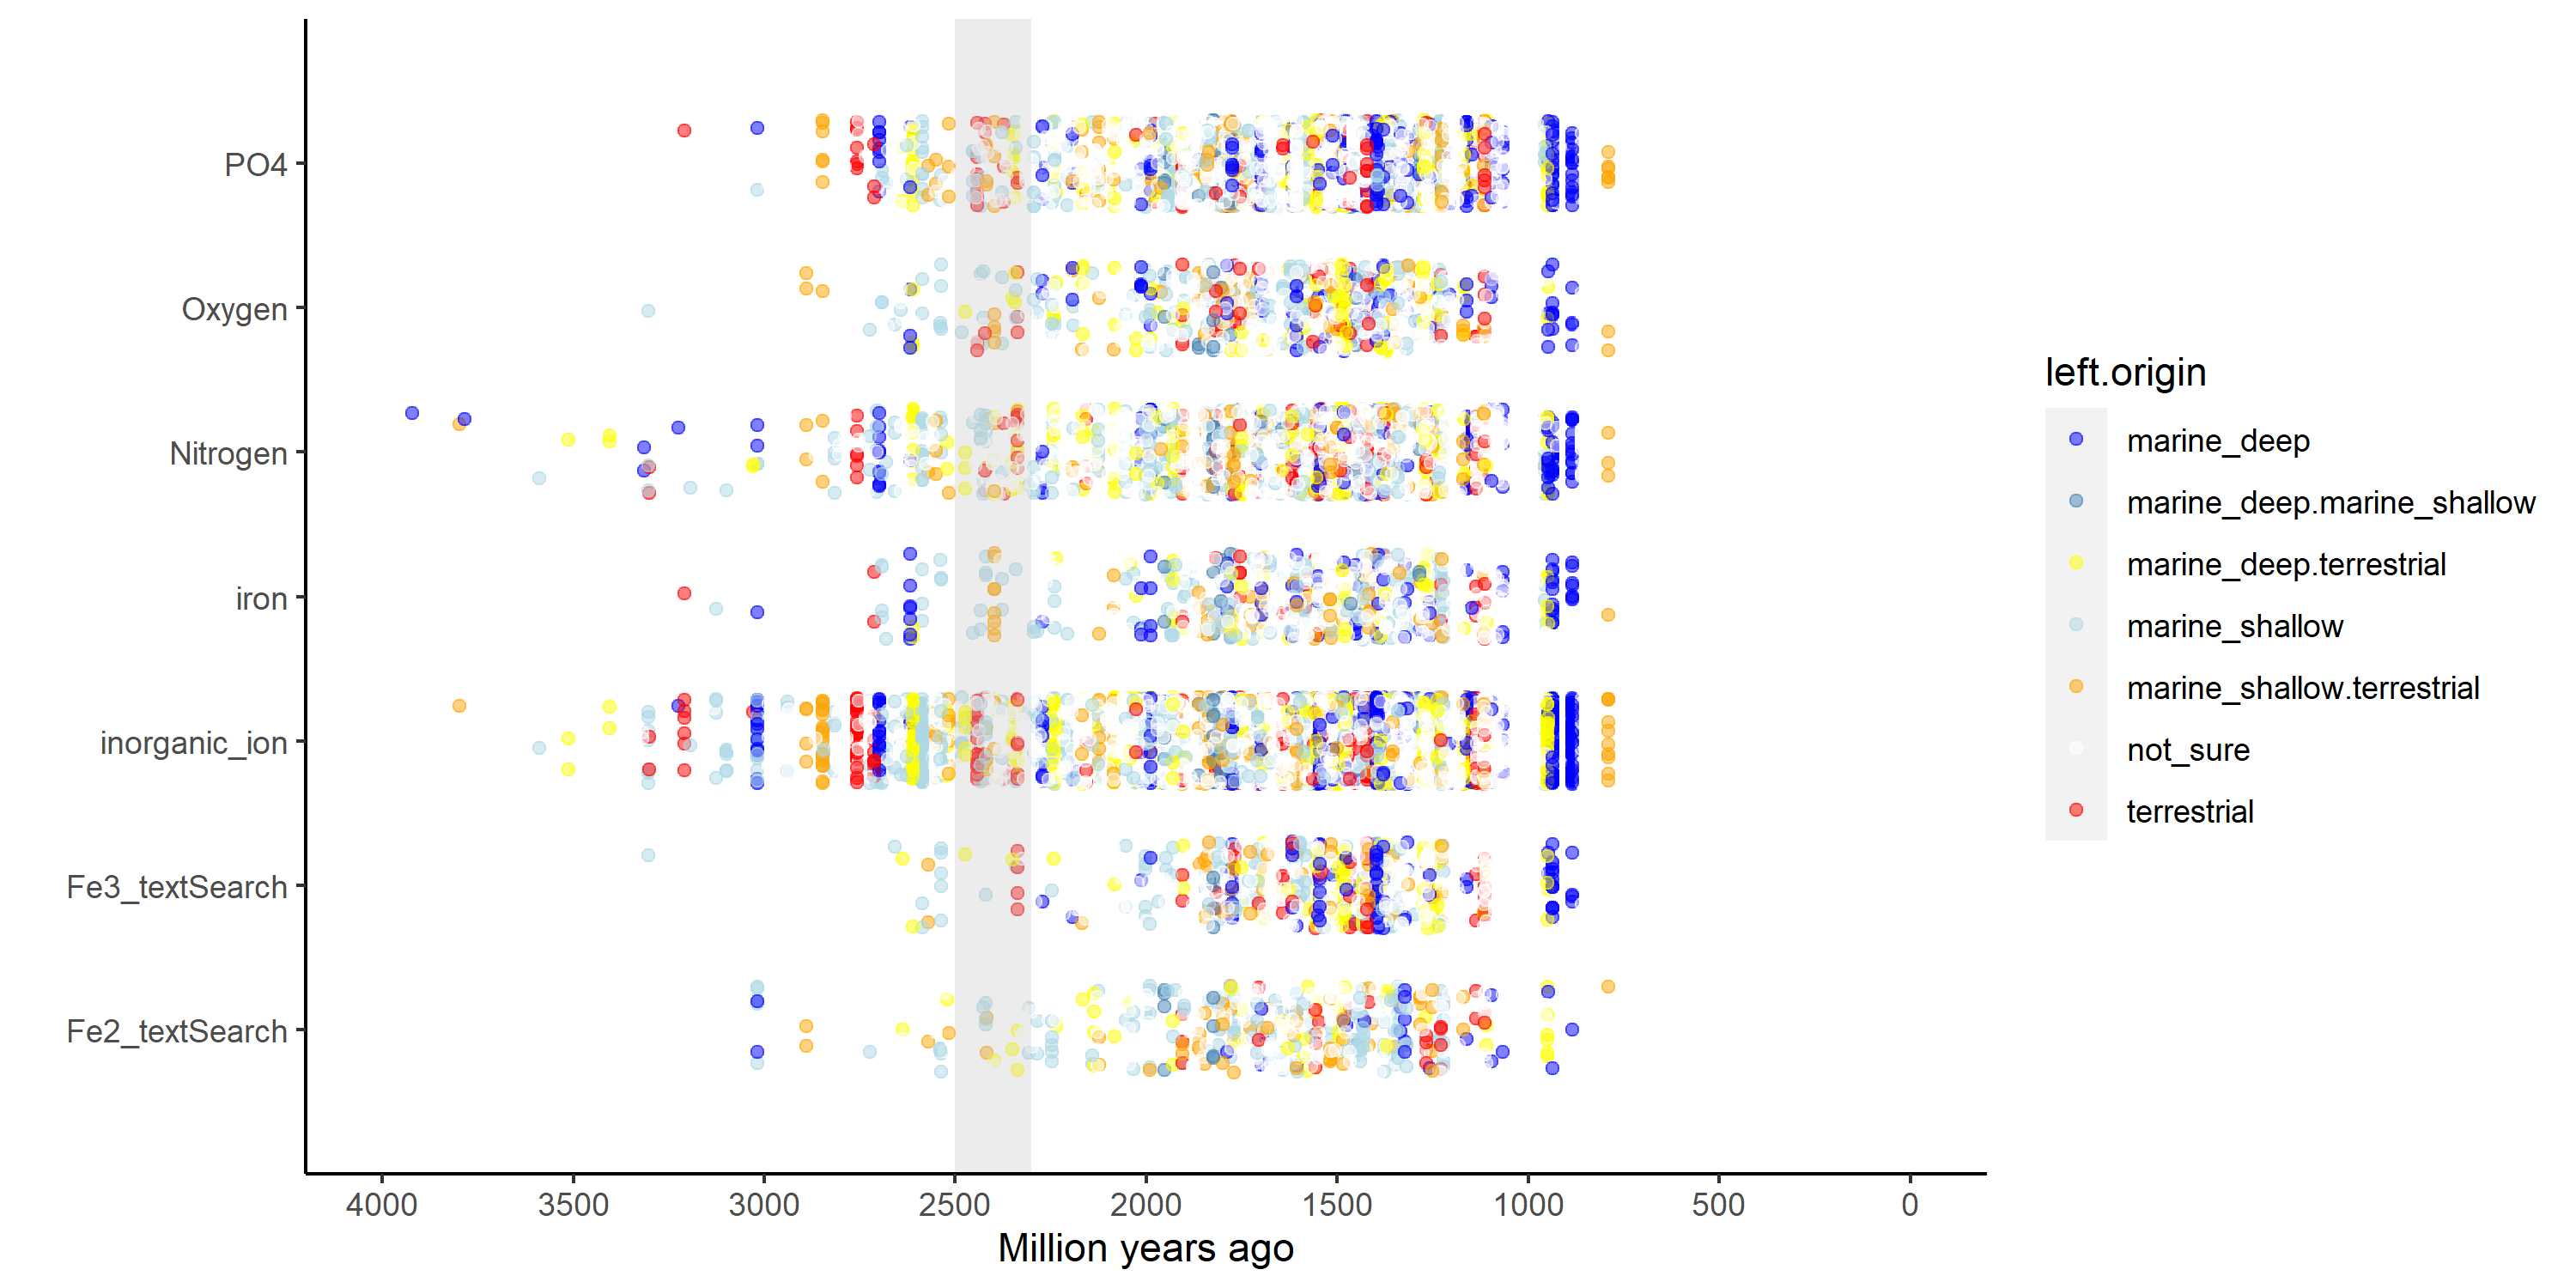 PO4
Oxygen
Nitrogen
iron
inorganic_ion
Fe3_textSearch
Fe2_textSearch
4000 3500 3000 2500 2000 1500 1000 500 0
Million years ago
left.origin
marine_deep
marine_deep.marine_shallow
marine_deep.terrestrial
marine_shallow
marine_shallow.terrestrial
not_sure
terrestrial